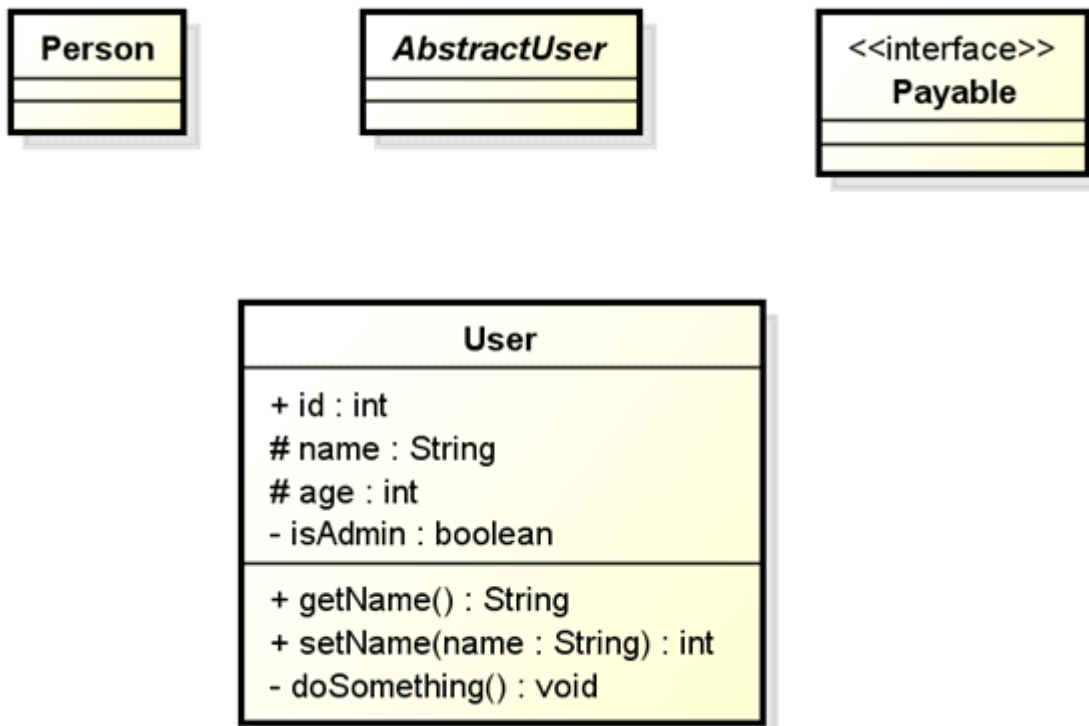 Person
AbstractUser
<<interface>>
Payable
User
+ id : int
# name : String
# age : int
- isAdmin : boolean
+ getName() : String
+ setName(name : String) : int
- doSomething() : void